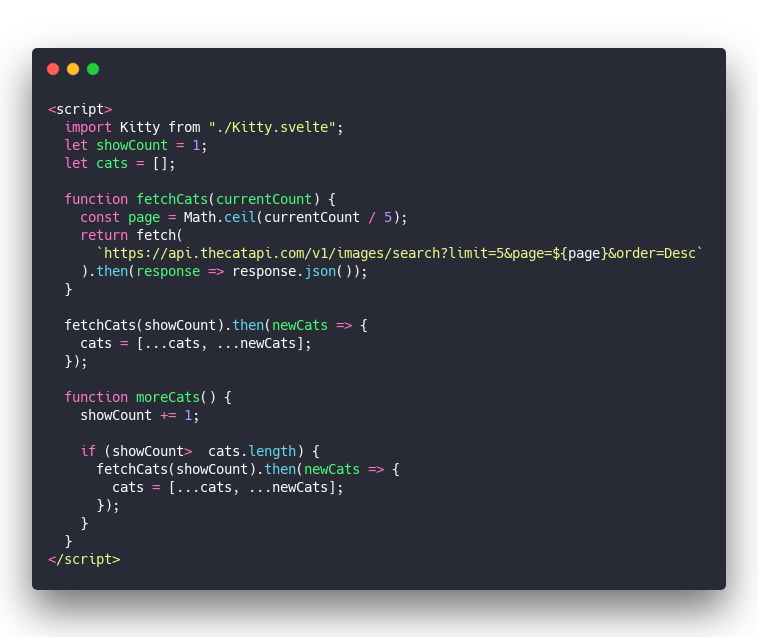 <script>
  import Kitty from "./Kitty.svelte";
  let showCount = 1;
  let cats = [];

  function fetchCats(currentCount) {
    const page = Math.ceil(currentCount / 5);
    return fetch(
      `https://api.thecatapi.com/v1/images/search?limit=5&page=${page}&order=Desc`
    ).then(response => response.json());
  }

  fetchCats(showCount).then(newCats => {
    cats = [...cats, ...newCats];
  });

  function moreCats() {
    showCount += 1;

    if (showCount>  cats.length) {
      fetchCats(showCount).then(newCats => {
        cats = [...cats, ...newCats];
      });
    }
  }
</script>